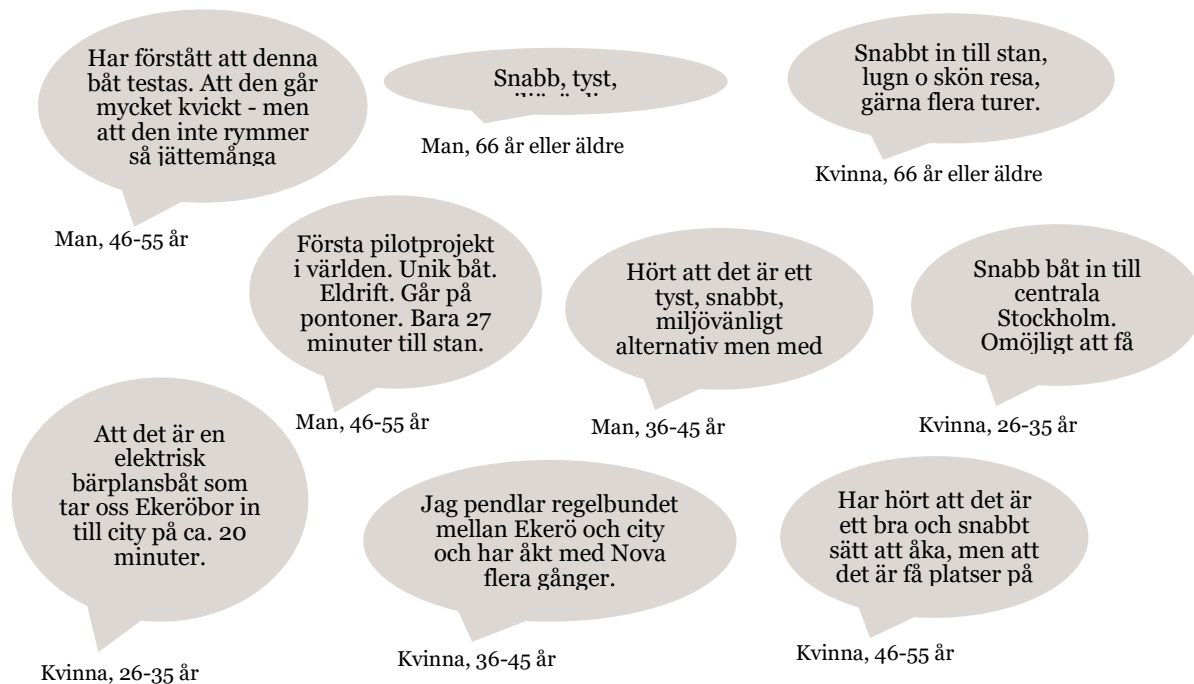 Har förstått att denna
båt testas. Att den går
mycket kvickt - men
att den inte rymmer
så jättemånga
Man, 46-55 år
Snabb, tyst,
Man, 66 år eller äldre
Snabbt in till stan,
lugn o skön resa,
gärna flera turer.
Kvinna, 66 år eller äldre
Första pilotprojekt
i världen. Unik båt.
Eldrift. Går på
pontoner. Bara 27
minuter till stan.
Man, 46-55 år
Hört att det är ett
tyst, snabbt,
miljövänligt
alternativ men med
Man, 36-45 år
Snabb båt in till
centrala
Stockholm.
Omöjligt att få
Kvinna, 26-35 år
Att det är en
elektrisk
bärplansbåt som
tar oss Ekeröbor in
till city på ca. 20
minuter.
Kvinna, 26-35 år
Jag pendlar regelbundet
mellan Ekerö och city
och har åkt med Nova
flera gånger.
Kvinna, 36-45 år
Har hört att det är
ett bra och snabbt
sätt att åka, men att
det är få platser på
Kvinna, 46-55 år